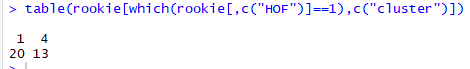 > table(rookie[which(rookie[,c("HOF")]==1),c("cluster")])
1 4
20 13
>